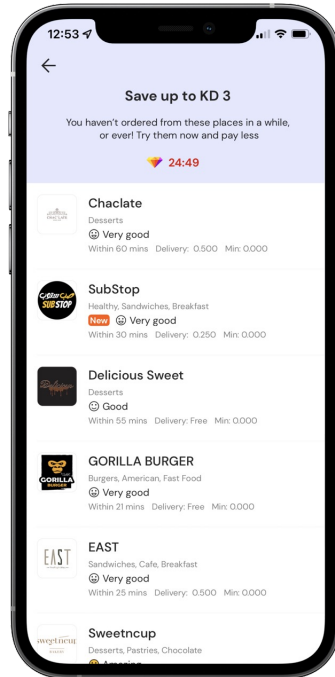 12:53
Save up to KD 3
You haven't ordered from these places in a while,
or ever! Try them now and pay less
24:49
Chaclate
Desserts
Very good
Within 60 mins Delivery: 0.500 Min: 0.000
SUB STOP
SubStop
Healthy, Sandwiches, Breakfast
New Very good
Within 30 mins Delivery: 0.250 Min: 0.000
Delicious
Delicious Sweet
Desserts
Good
Within 55 mins Delivery: Free Min: 0.000
GORILLA
BURGER
GORILLA BURGER
Burgers, American, Fast Food
Very good
Within 21 mins Delivery: Free Min: 0.000
EAST
EAST
Sandwiches, Cafe, Breakfast
Very good
Within 25 mins Delivery: 0.500 Min: 0.000
sweetncup
Sweetncup
Desserts, Pastries, Chocolate
Amazing